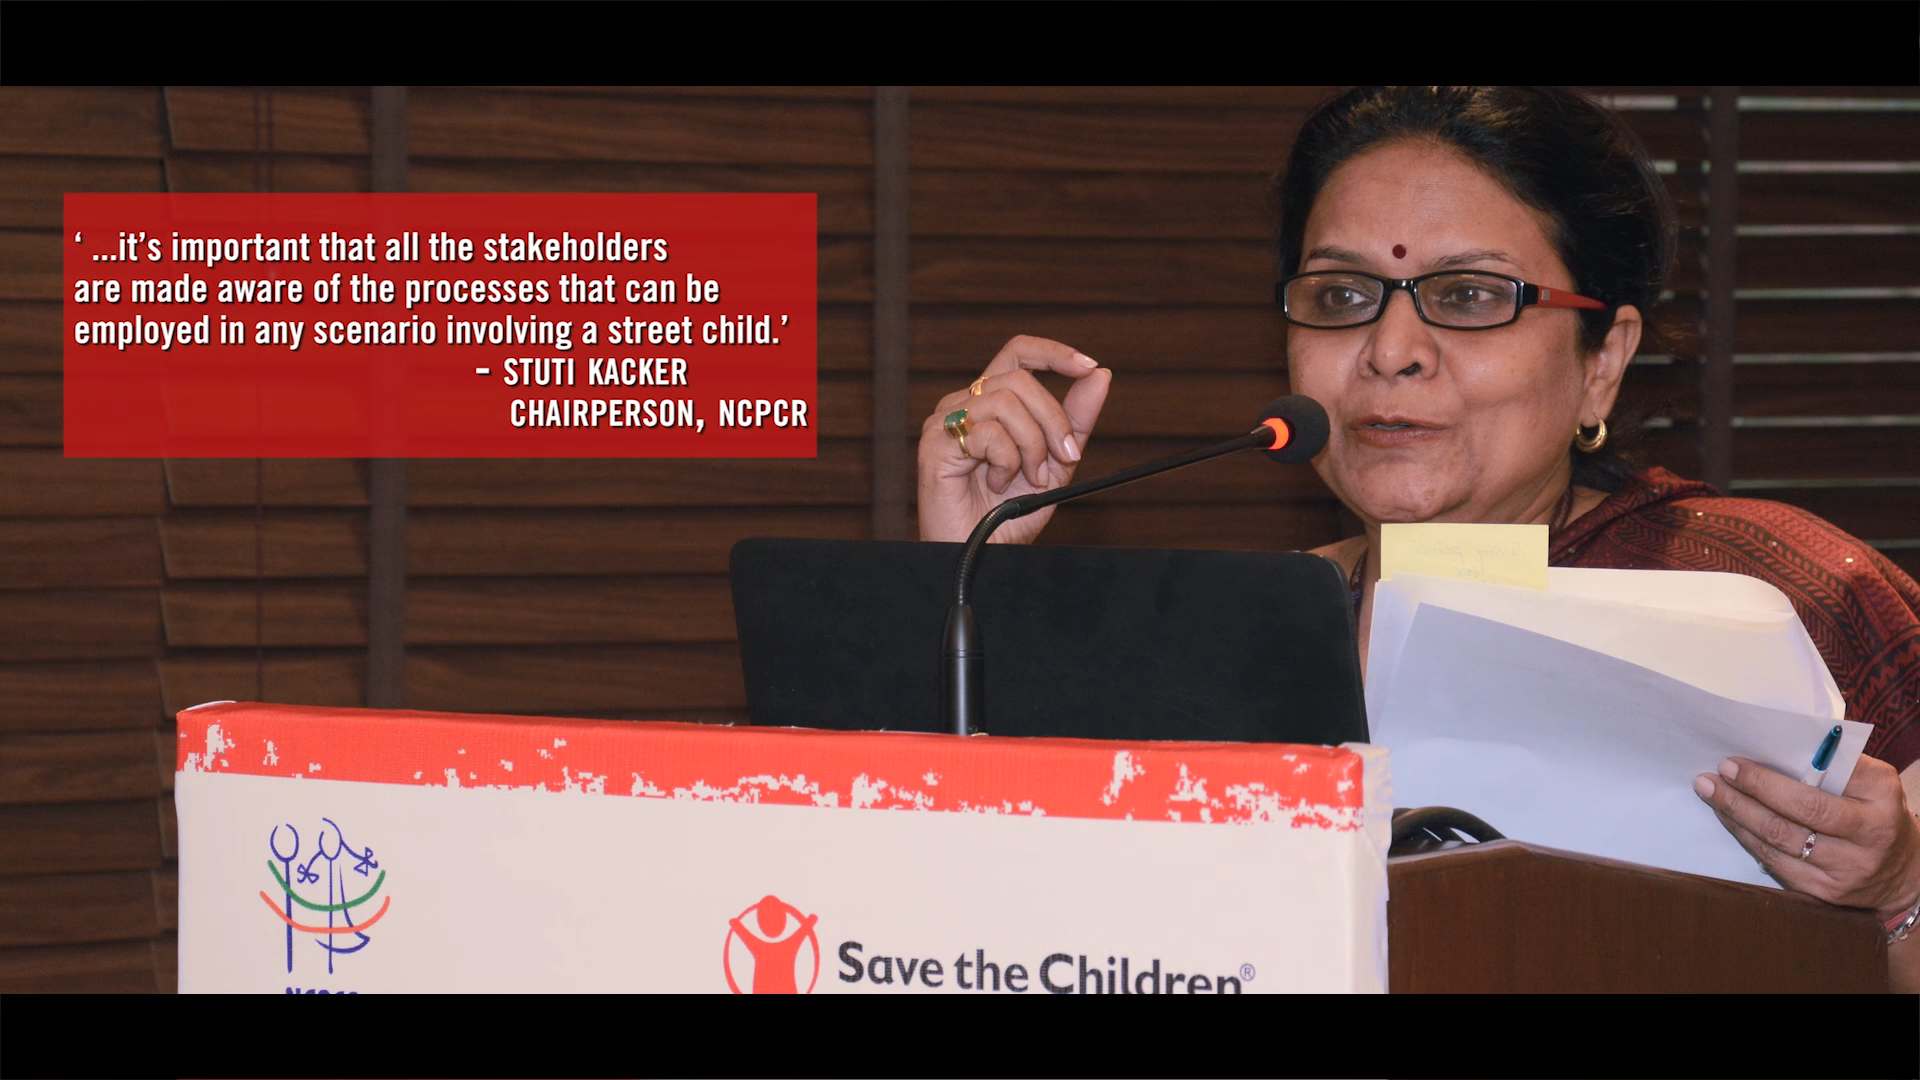 ‘ ...it’s important that all the stakeholders
are made aware of the processes that can be
employed in any scenario involving a street child.’
- STUTI KACKER
CHAIRPERSON, NCPCR
Save the Children®